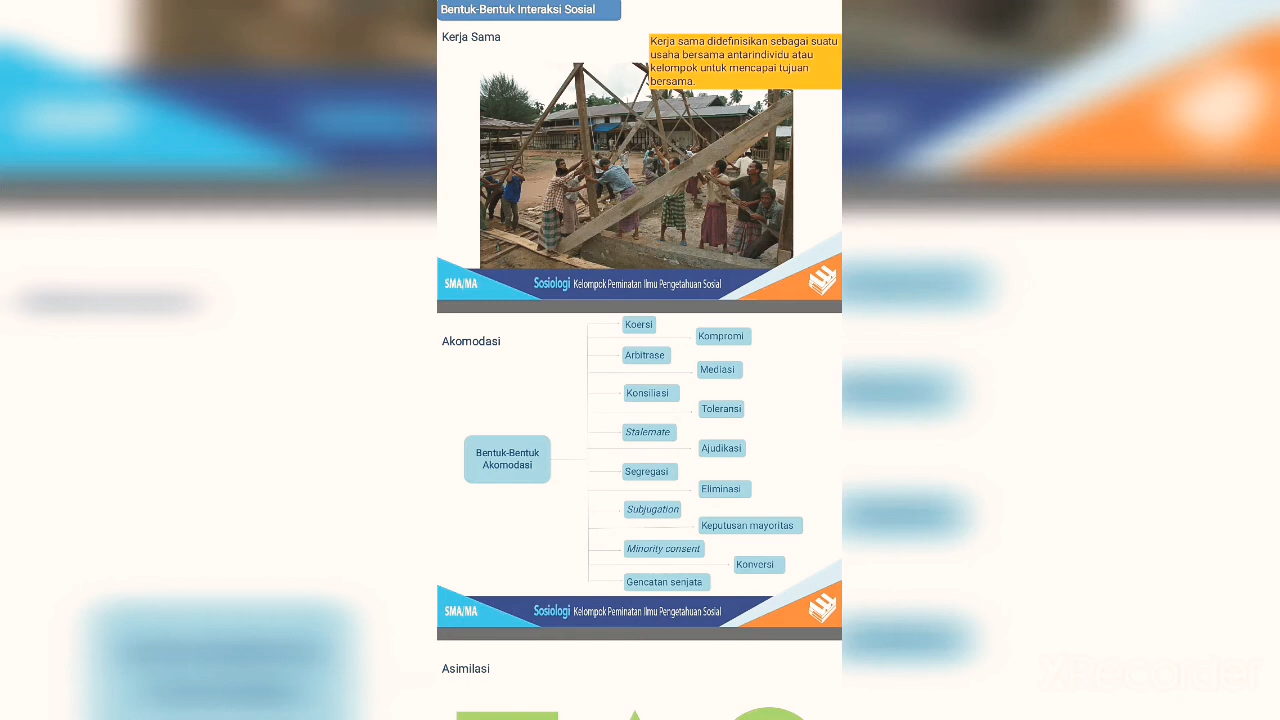 Bentuk-Bentuk Interaksi Sosial
Kerja Sama
Kerja sama didefinisikan sebagai suatu
usaha bersama antarindividu atau
kelompok untuk mencapai tujuan
bersama.
SMA/MA
Sosiologi Kelompok Peminatan Ilmu Pengetahuan Sosial
Akomodasi
Bentuk-Bentuk
Akomodasi
Koersi
Kompromi
Arbitrase
Mediasi
Konsiliasi
Toleransi
Stalemate
Ajudikasi
Segregasi
Eliminasi
Subjugation
Keputusan mayoritas
Minority consent
Konversi
Gencatan senjata
SMA/MA
Sosiologi Kelompok Peminatan Ilmu Pengetahuan Sosial
Asimilasi
XRecorder